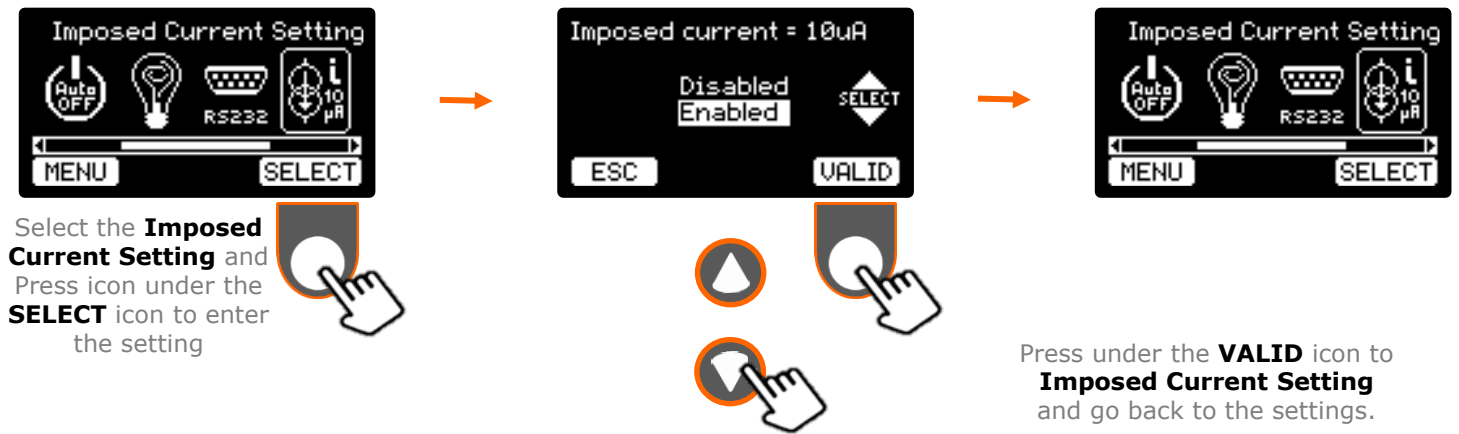 Imposed Current Setting
Auto
OFF
RS232
i
10
µA
MENU
SELECT
Select the Imposed
Current Setting and
Press icon under the
SELECT icon to enter
the setting
Imposed current = 10uA
Disabled
Enabled
SELECT
ESC
VALID
Imposed Current Setting
Auto
OFF
RS232
i
10
µA
MENU
SELECT
Press under the VALID icon to
Imposed Current Setting
and go back to the settings.